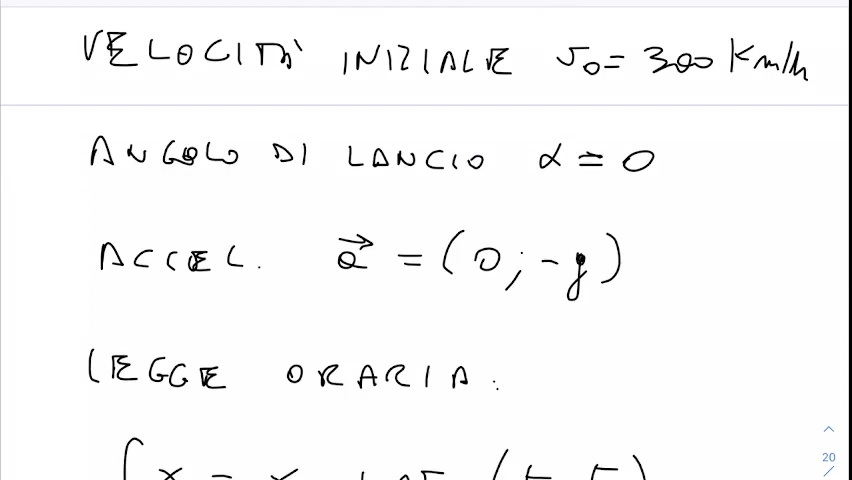 VELOCITÀ INIZIALE v₀ = 300 Km/h
ANGOLO DI LANCIO α = 0
ACCEL. a⃗ = (0; -g)
LEGGE ORARIA:
20